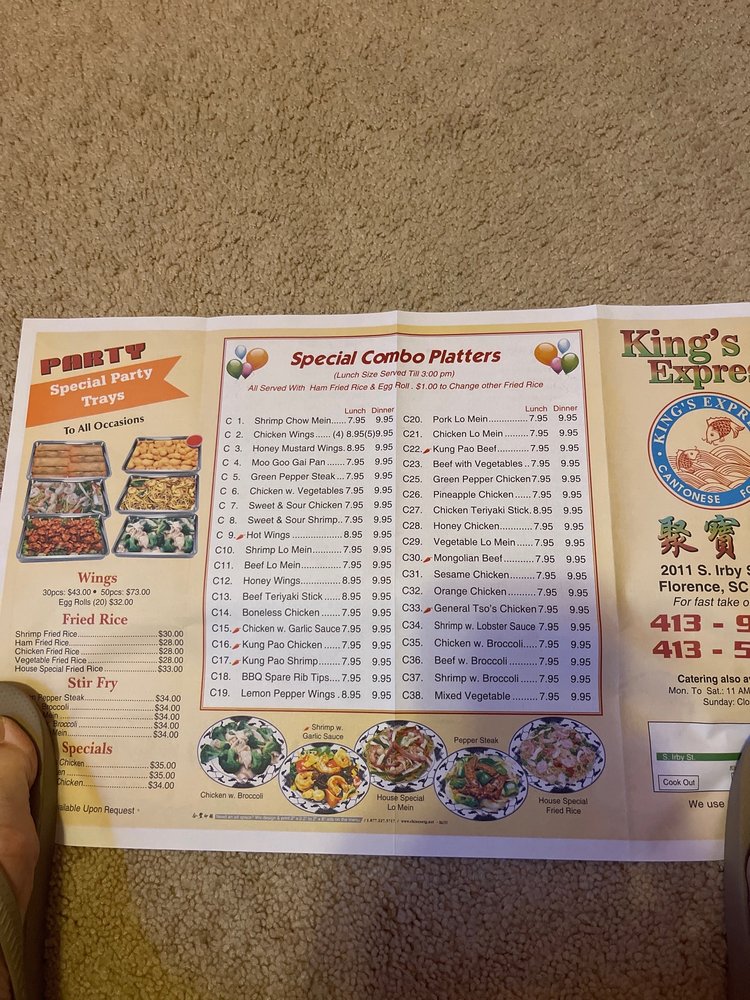 PARTY
Special Party
Trays
To All Occasions
Wings
30pcs: $43.00 • 50pcs: $73.00
Egg Rolls (20) $32.00
Fried Rice
Shrimp Fried Rice $30.00
Ham Fried Rice $28.00
Chicken Fried Rice $28.00
Vegetable Fried Rice $28.00
House Special Fried Rice $33.00
Stir Fry
Pepper Steak $34.00
Broccoli $34.00
$34.00
Broccoli $34.00
$34.00
Specials
Chicken $35.00
$35.00
Chicken $34.00
Upon Request
Special Combo Platters
(Lunch Size Served Till 3:00 pm)
All Served With Ham Fried Rice & Egg Roll . $1.00 to Change other Fried Rice
Lunch Dinner
C 1. Shrimp Chow Mein 7.95 9.95
C 2. Chicken Wings (4) 8.95(5)9.95
C 3. Honey Mustard Wings. 8.95 9.95
C 4. Moo Goo Gai Pan 7.95 9.95
C 5. Green Pepper Steak 7.95 9.95
C 6. Chicken w. Vegetables 7.95 9.95
C 7. Sweet & Sour Chicken 7.95 9.95
C 8. Sweet & Sour Shrimp.. 7.95 9.95
C 9. Hot Wings 8.95 9.95
C10. Shrimp Lo Mein 7.95 9.95
C11. Beef Lo Mein 7.95 9.95
C12. Honey Wings 8.95 9.95
C13. Beef Teriyaki Stick 8.95 9.95
C14. Boneless Chicken 7.95 9.95
C15. Chicken w. Garlic Sauce 7.95 9.95
C16. Kung Pao Chicken 7.95 9.95
C17. Kung Pao Shrimp 7.95 9.95
C18. BBQ Spare Rib Tips 7.95 9.95
C19. Lemon Pepper Wings . 8.95 9.95
Lunch Dinner
C20. Pork Lo Mein 7.95 9.95
C21. Chicken Lo Mein 7.95 9.95
C22. Kung Pao Beef 7.95 9.95
C23. Beef with Vegetables .. 7.95 9.95
C25. Green Pepper Chicken 7.95 9.95
C26. Pineapple Chicken 7.95 9.95
C27. Chicken Teriyaki Stick. 8.95 9.95
C28. Honey Chicken 7.95 9.95
C29. Vegetable Lo Mein 7.95 9.95
C30. Mongolian Beef 7.95 9.95
C31. Sesame Chicken 7.95 9.95
C32. Orange Chicken 7.95 9.95
C33. General Tso's Chicken 7.95 9.95
C34. Shrimp w. Lobster Sauce 7.95 9.95
C35. Chicken w. Broccoli 7.95 9.95
C36. Beef w. Broccoli 7.95 9.95
C37. Shrimp w. Broccoli 7.95 9.95
C38. Mixed Vegetable 7.95 9.95
Shrimp w.
Garlic Sauce
Pepper Steak
Chicken w. Broccoli
House Special
Lo Mein
House Special
Fried Rice
King's
Express
KING'S EXPR
CANTONESE FO
聚寶
2011 S. Irby S
Florence, SC
For fast take o
413 - 9
413 - 5
Catering also av
Mon. To Sat.: 11 AM
Sunday: Clo
S. Irby St.
Cook Out
We use